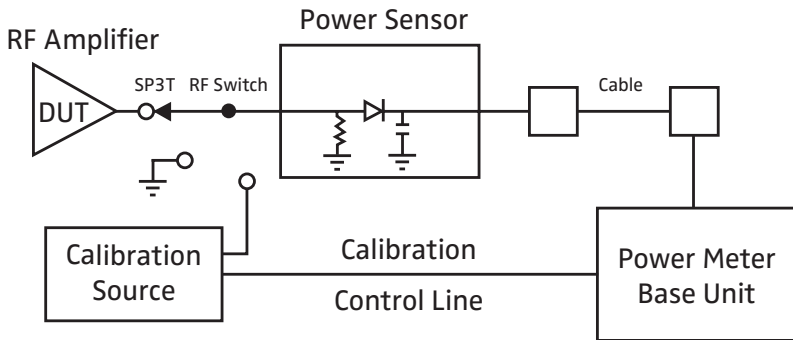 Power Sensor
RF Amplifier
SP3T RF Switch
DUT
Cable
Calibration
Source
Calibration
Control Line
Power Meter
Base Unit